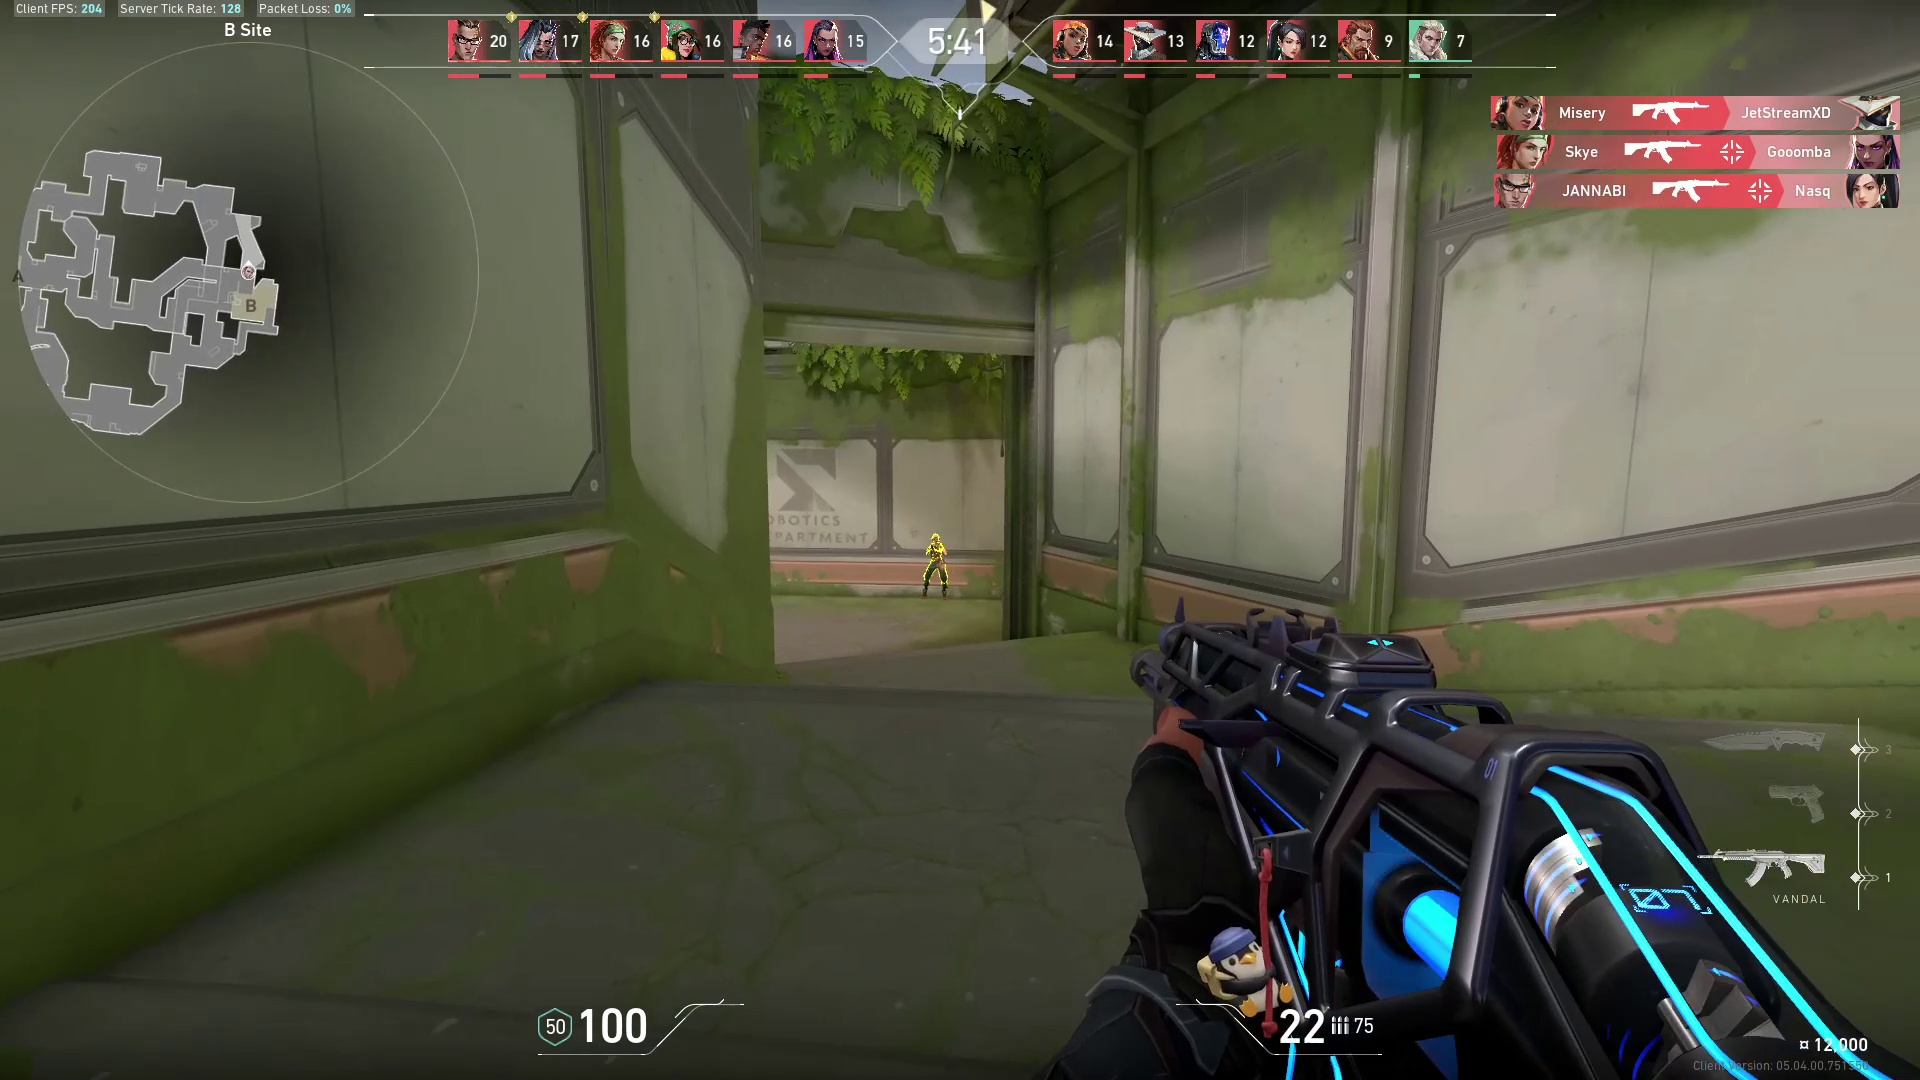 Client FPS: 204 Server Tick Rate: 128 Packet Loss: 0%
B Site
20 17 16 16 16 15 5:41 14 13 12 12 9 7
Misery JetStreamXD
Skye Gooomba
JANNABI Nasq
A
B
OBOTICS
PARTMENT
01
3
2
1
VANDAL
50 100
22 75
¤ 12,000